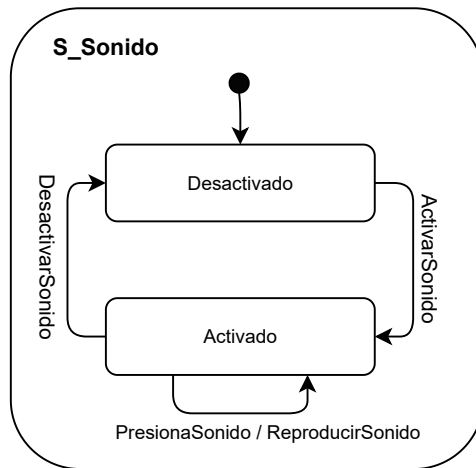 S_Sonido
Desactivado
DesactivarSonido
ActivarSonido
Activado
PresionaSonido / ReproducirSonido